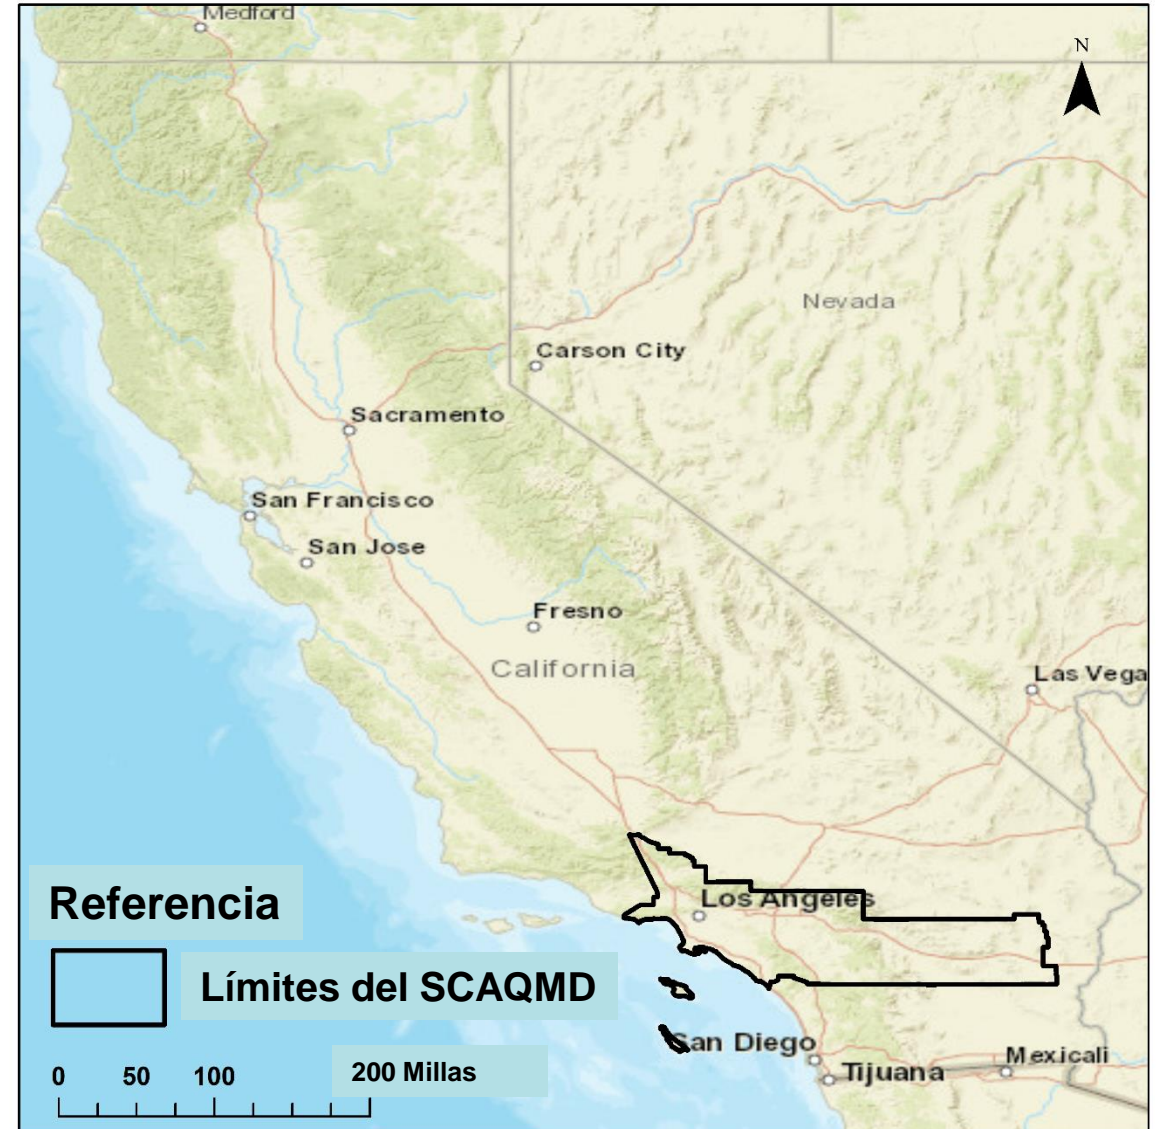 Medford
N
Nevada
Carson City
Sacramento
San Francisco
San Jose
Fresno
California
Las Vega
Los Angeles
Referencia
Límites del SCAQMD
San Diego
Mexicali
Tijuana
0 50 100 200 Millas